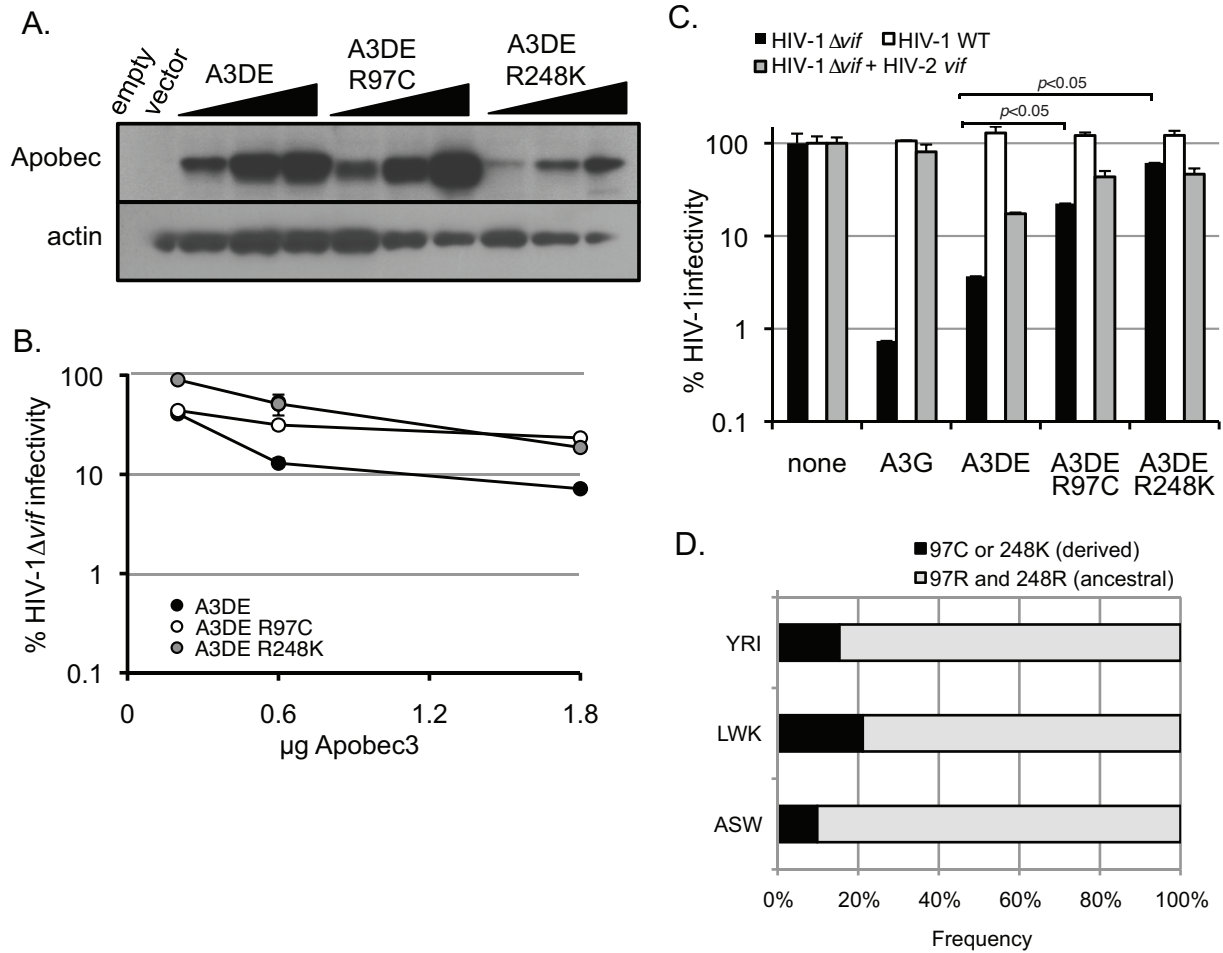 A.
empty
vector
A3DE
A3DE
R97C
A3DE
R248K
Apobec
actin
B.
% HIV-1Δvif infectivity
100
10
1
0.1
A3DE
A3DE R97C
A3DE R248K
0 0.6 1.2 1.8
µg Apobec3
C.
HIV-1 Δvif HIV-1 WT
HIV-1 Δvif + HIV-2 vif
p<0.05
p<0.05
% HIV-1infectivity
100
10
1
0.1
none A3G A3DE A3DE A3DE
R97C R248K
D.
97C or 248K (derived)
97R and 248R (ancestral)
YRI
LWK
ASW
0% 20% 40% 60% 80% 100%
Frequency